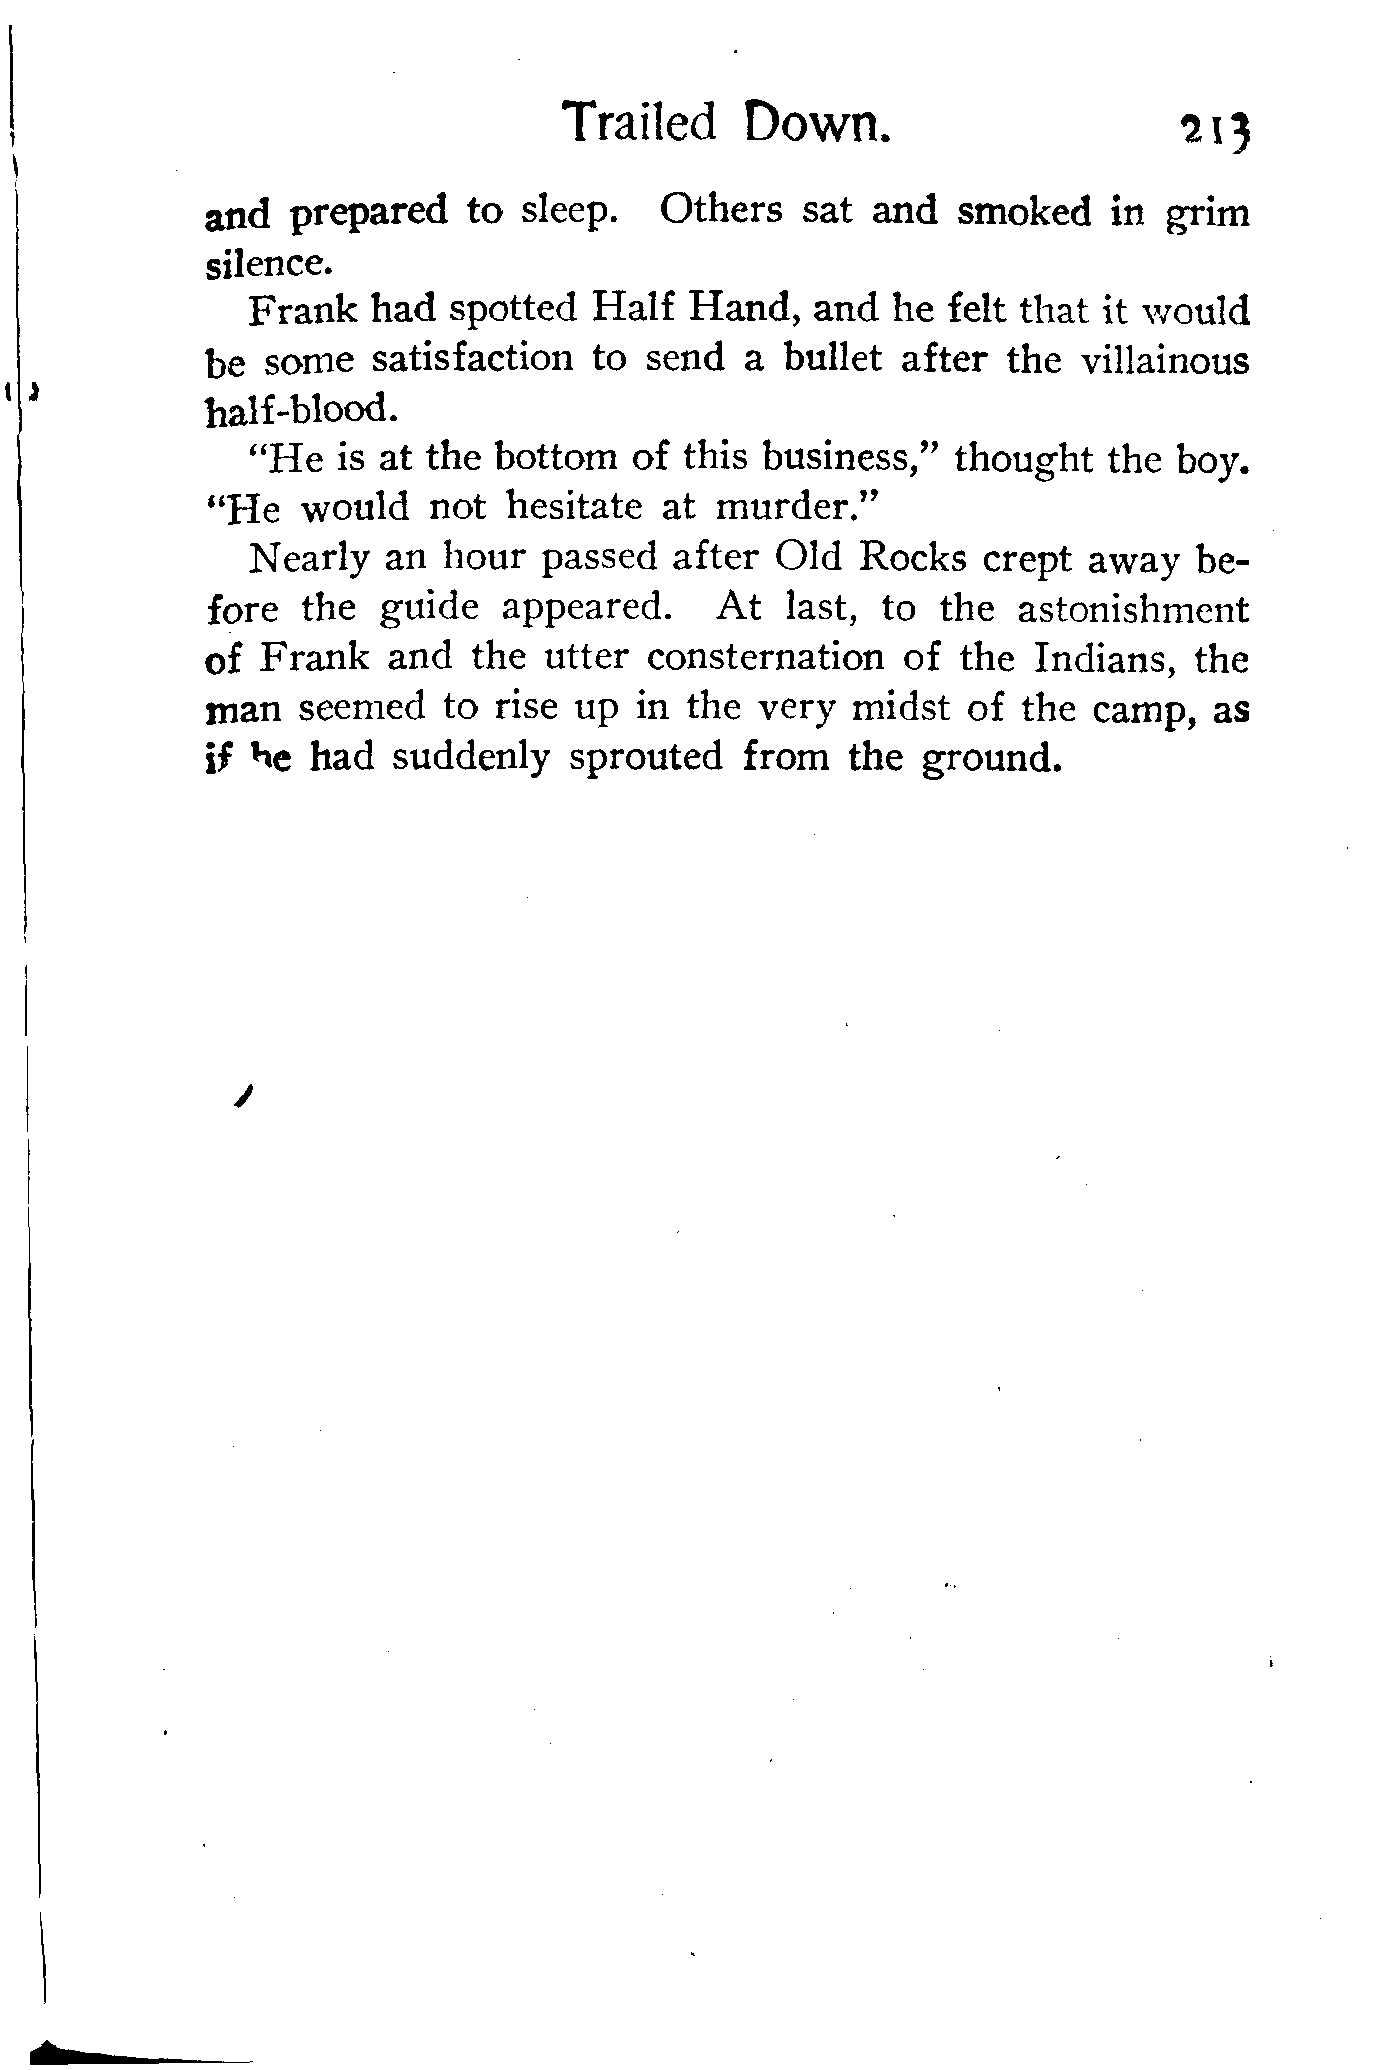 Trailed Down. 213
and prepared to sleep. Others sat and smoked in grim
silence.
Frank had spotted Half Hand, and he felt that it would
be some satisfaction to send a bullet after the villainous
half-blood.
“He is at the bottom of this business,” thought the boy.
“He would not hesitate at murder.”
Nearly an hour passed after Old Rocks crept away be-
fore the guide appeared. At last, to the astonishment
of Frank and the utter consternation of the Indians, the
man seemed to rise up in the very midst of the camp, as
if he had suddenly sprouted from the ground.